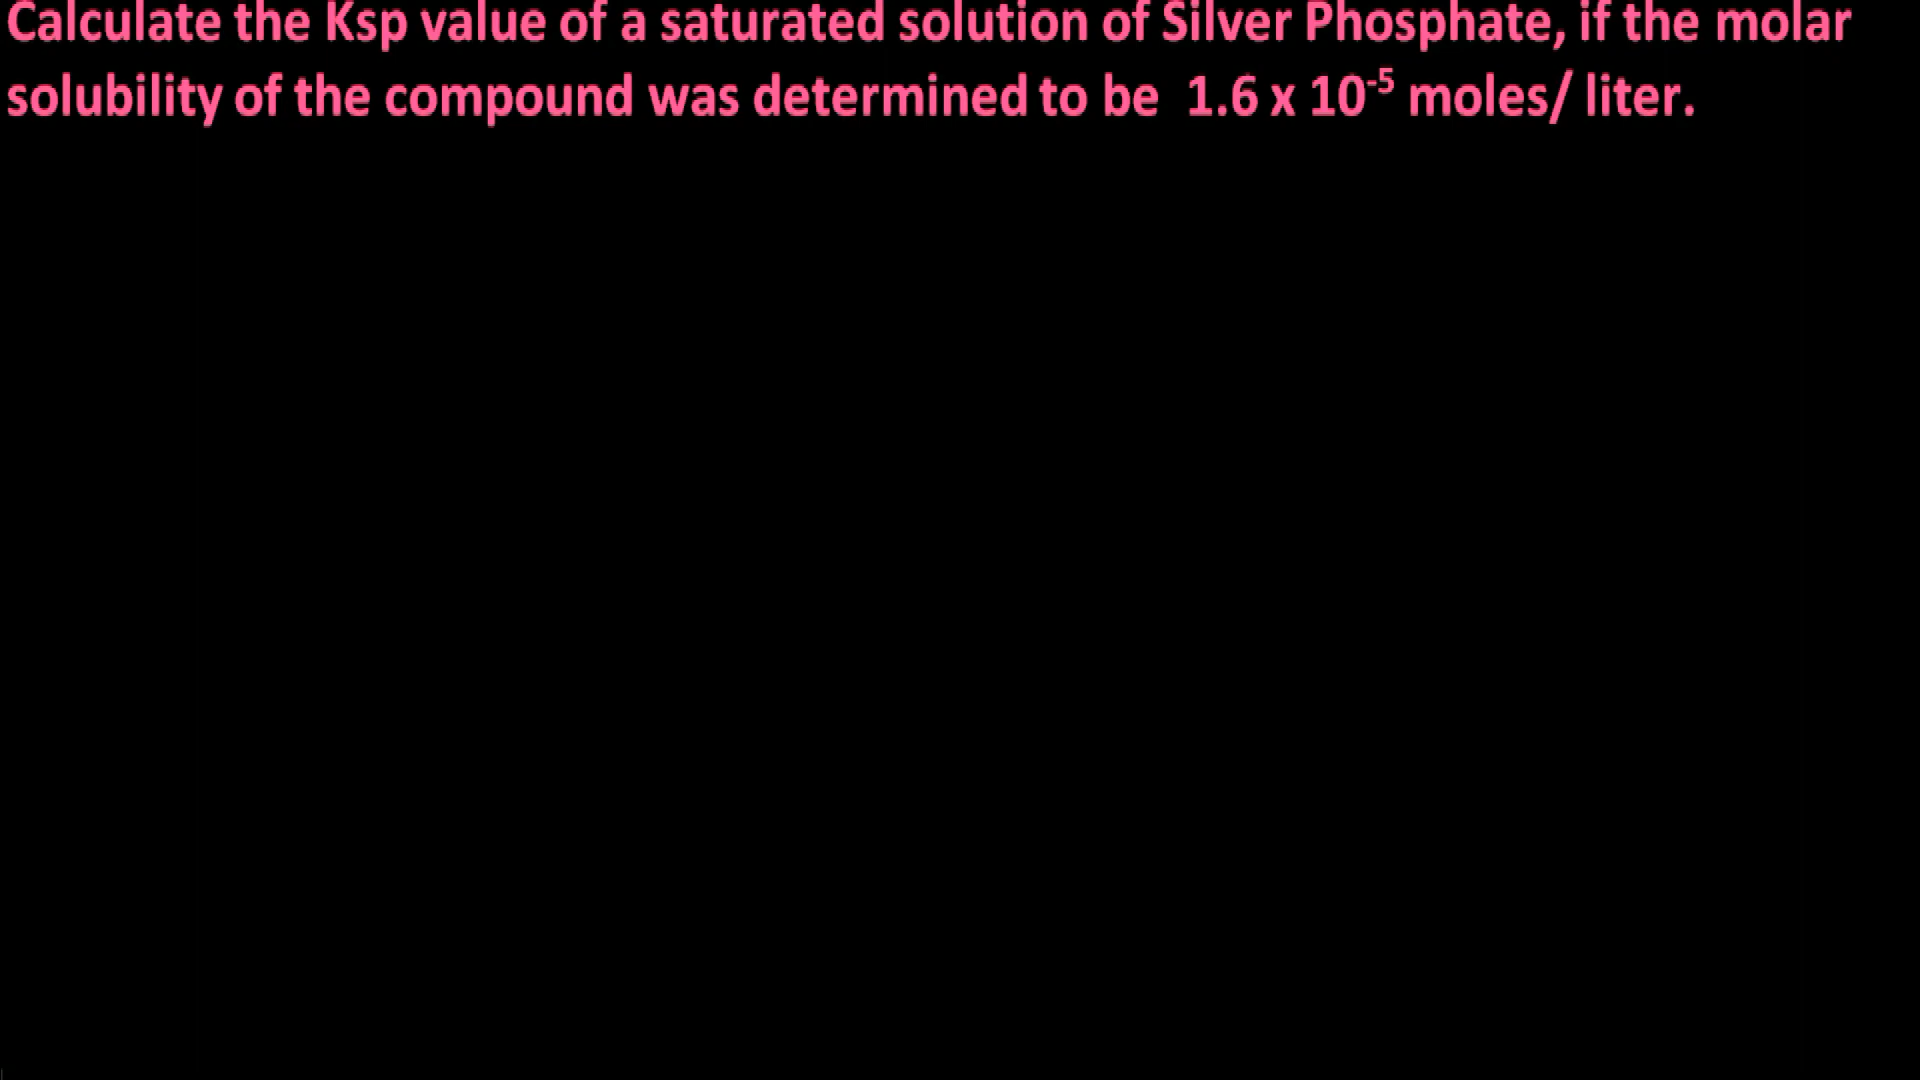 Calculate the Ksp value of a saturated solution of Silver Phosphate, if the molar
solubility of the compound was determined to be 1.6 x 10⁻⁵ moles/ liter.